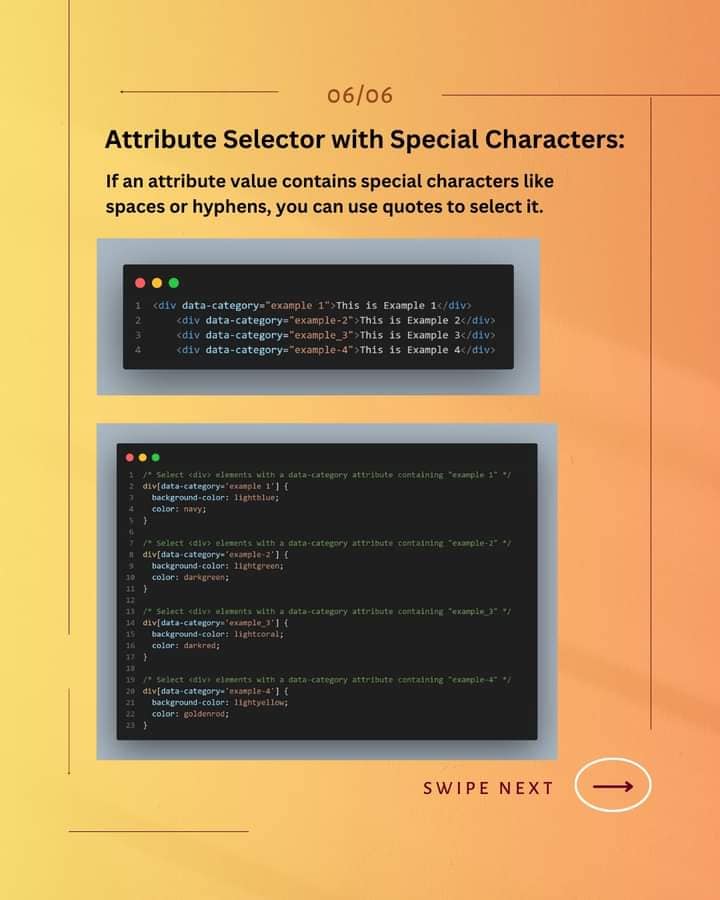 06/06
Attribute Selector with Special Characters:
If an attribute value contains special characters like
spaces or hyphens, you can use quotes to select it.
1 <div data-category="example 1">This is Example 1</div>
2     <div data-category="example-2">This is Example 2</div>
3     <div data-category="example_3">This is Example 3</div>
4     <div data-category="example-4">This is Example 4</div>
1 /* Select <div> elements with a data-category attribute containing "example 1" */
2 div[data-category='example 1'] {
3   background-color: lightblue;
4   color: navy;
5 }
6
7 /* Select <div> elements with a data-category attribute containing "example-2" */
8 div[data-category='example-2'] {
9   background-color: lightgreen;
10   color: darkgreen;
11 }
12
13 /* Select <div> elements with a data-category attribute containing "example_3" */
14 div[data-category='example_3'] {
15   background-color: lightcoral;
16   color: darkred;
17 }
18
19 /* Select <div> elements with a data-category attribute containing "example-4" */
20 div[data-category='example-4'] {
21   background-color: lightyellow;
22   color: goldenrod;
23 }
SWIPE NEXT